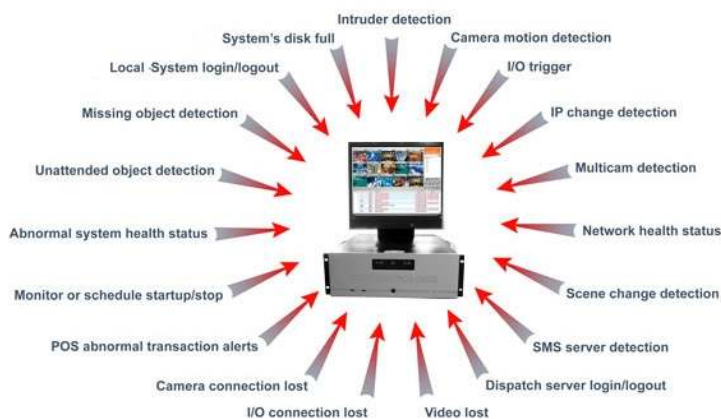 Intruder detection
System's disk full
Camera motion detection
Local -System login/logout
I/O trigger
Missing object detection
IP change detection
Unattended object detection
Multicam detection
Abnormal system health status
Network health status
Monitor or schedule startup/stop
Scene change detection
POS abnormal transaction alerts
SMS server detection
Camera connection lost
Dispatch server login/logout
I/O connection lost
Video lost